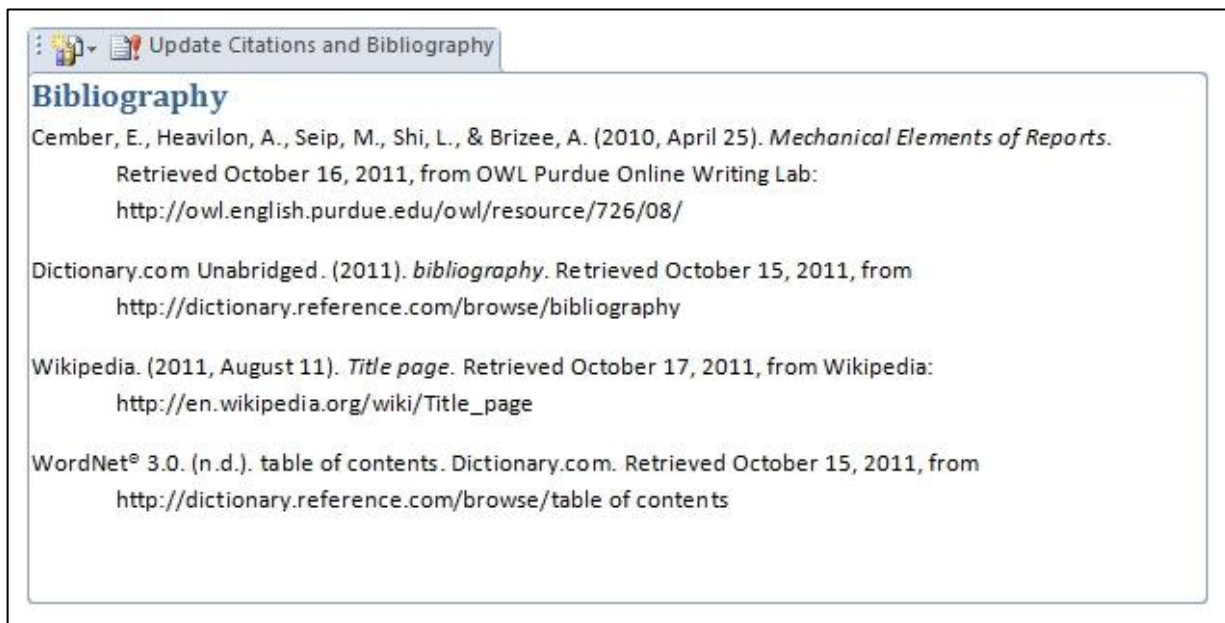 Update Citations and Bibliography
Bibliography
Cember, E., Heavilon, A., Seip, M., Shi, L., & Brizee, A. (2010, April 25). Mechanical Elements of Reports.
Retrieved October 16, 2011, from OWL Purdue Online Writing Lab:
http://owl.english.purdue.edu/owl/resource/726/08/
Dictionary.com Unabridged. (2011). bibliography. Retrieved October 15, 2011, from
http://dictionary.reference.com/browse/bibliography
Wikipedia. (2011, August 11). Title page. Retrieved October 17, 2011, from Wikipedia:
http://en.wikipedia.org/wiki/Title_page
WordNet® 3.0. (n.d.). table of contents. Dictionary.com. Retrieved October 15, 2011, from
http://dictionary.reference.com/browse/table of contents